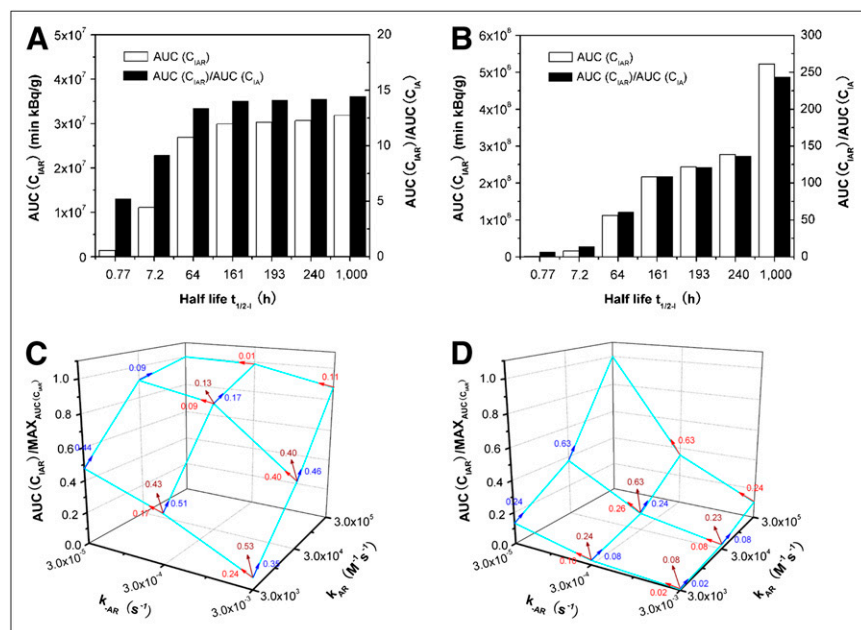 A
AUC (C_IAR)
AUC (C_IAR)/AUC (C_IA)
AUC (C_IAR) (min kBq/g)
5x10⁷
4x10⁷
3x10⁷
2x10⁷
1x10⁷
0
20
15
10
5
0
AUC (C_IAR)/AUC (C_IA)
0.77 7.2 64 161 193 240 1,000
Half life t_1/2-I (h)
B
AUC (C_IAR)
AUC (C_IAR)/AUC (C_IA)
AUC (C_IAR) (min kBq/g)
6x10⁸
5x10⁸
4x10⁸
3x10⁸
2x10⁸
1x10⁸
0
300
250
200
150
100
50
0
AUC (C_IAR)/AUC (C_IA)
0.77 7.2 64 161 193 240 1,000
Half life t_1/2-I (h)
C
AUC (C_IAR)/MAX_AUC (C_IAR)
1.0
0.8
0.6
0.4
0.2
0.0
0.09
0.01
0.13
0.11
0.17
0.09
0.44
0.40
0.46
0.40
0.43
0.51
0.17
0.53
0.35
0.24
3.0x10⁻⁵
3.0x10⁻⁴
3.0x10⁻³
k_-AR (s⁻¹)
3.0x10³
3.0x10⁴
3.0x10⁵
k_AR (M⁻¹s⁻¹)
D
AUC (C_IAR)/MAX_AUC (C_IAR)
1.0
0.8
0.6
0.4
0.2
0.0
0.63
0.63
0.63
0.24
0.24
0.26
0.24
0.23
0.24
0.08
0.08
0.16
0.08
0.08
0.02
0.02
3.0x10⁻⁵
3.0x10⁻⁴
3.0x10⁻³
k_-AR (s⁻¹)
3.0x10³
3.0x10⁴
3.0x10⁵
k_AR (M⁻¹s⁻¹)